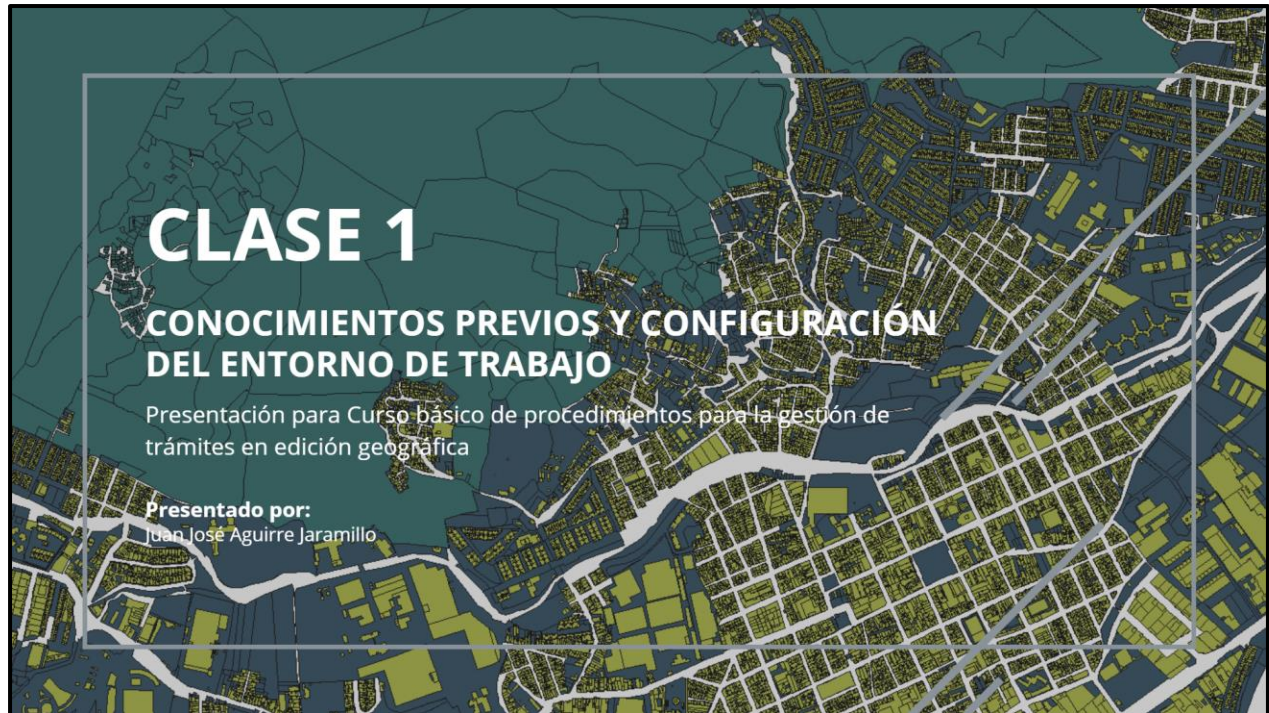 CLASE 1
CONOCIMIENTOS PREVIOS Y CONFIGURACIÓN
DEL ENTORNO DE TRABAJO
Presentación para Curso básico de procedimientos para la gestión de
trámites en edición geográfica
Presentado por:
Juan José Aguirre Jaramillo